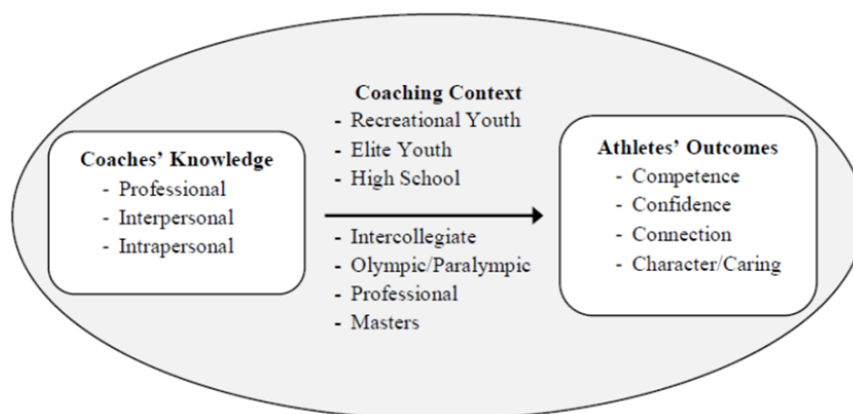 Coaches' Knowledge
- Professional
- Interpersonal
- Intrapersonal
Coaching Context
- Recreational Youth
- Elite Youth
- High School
- Intercollegiate
- Olympic/Paralympic
- Professional
- Masters
Athletes' Outcomes
- Competence
- Confidence
- Connection
- Character/Caring